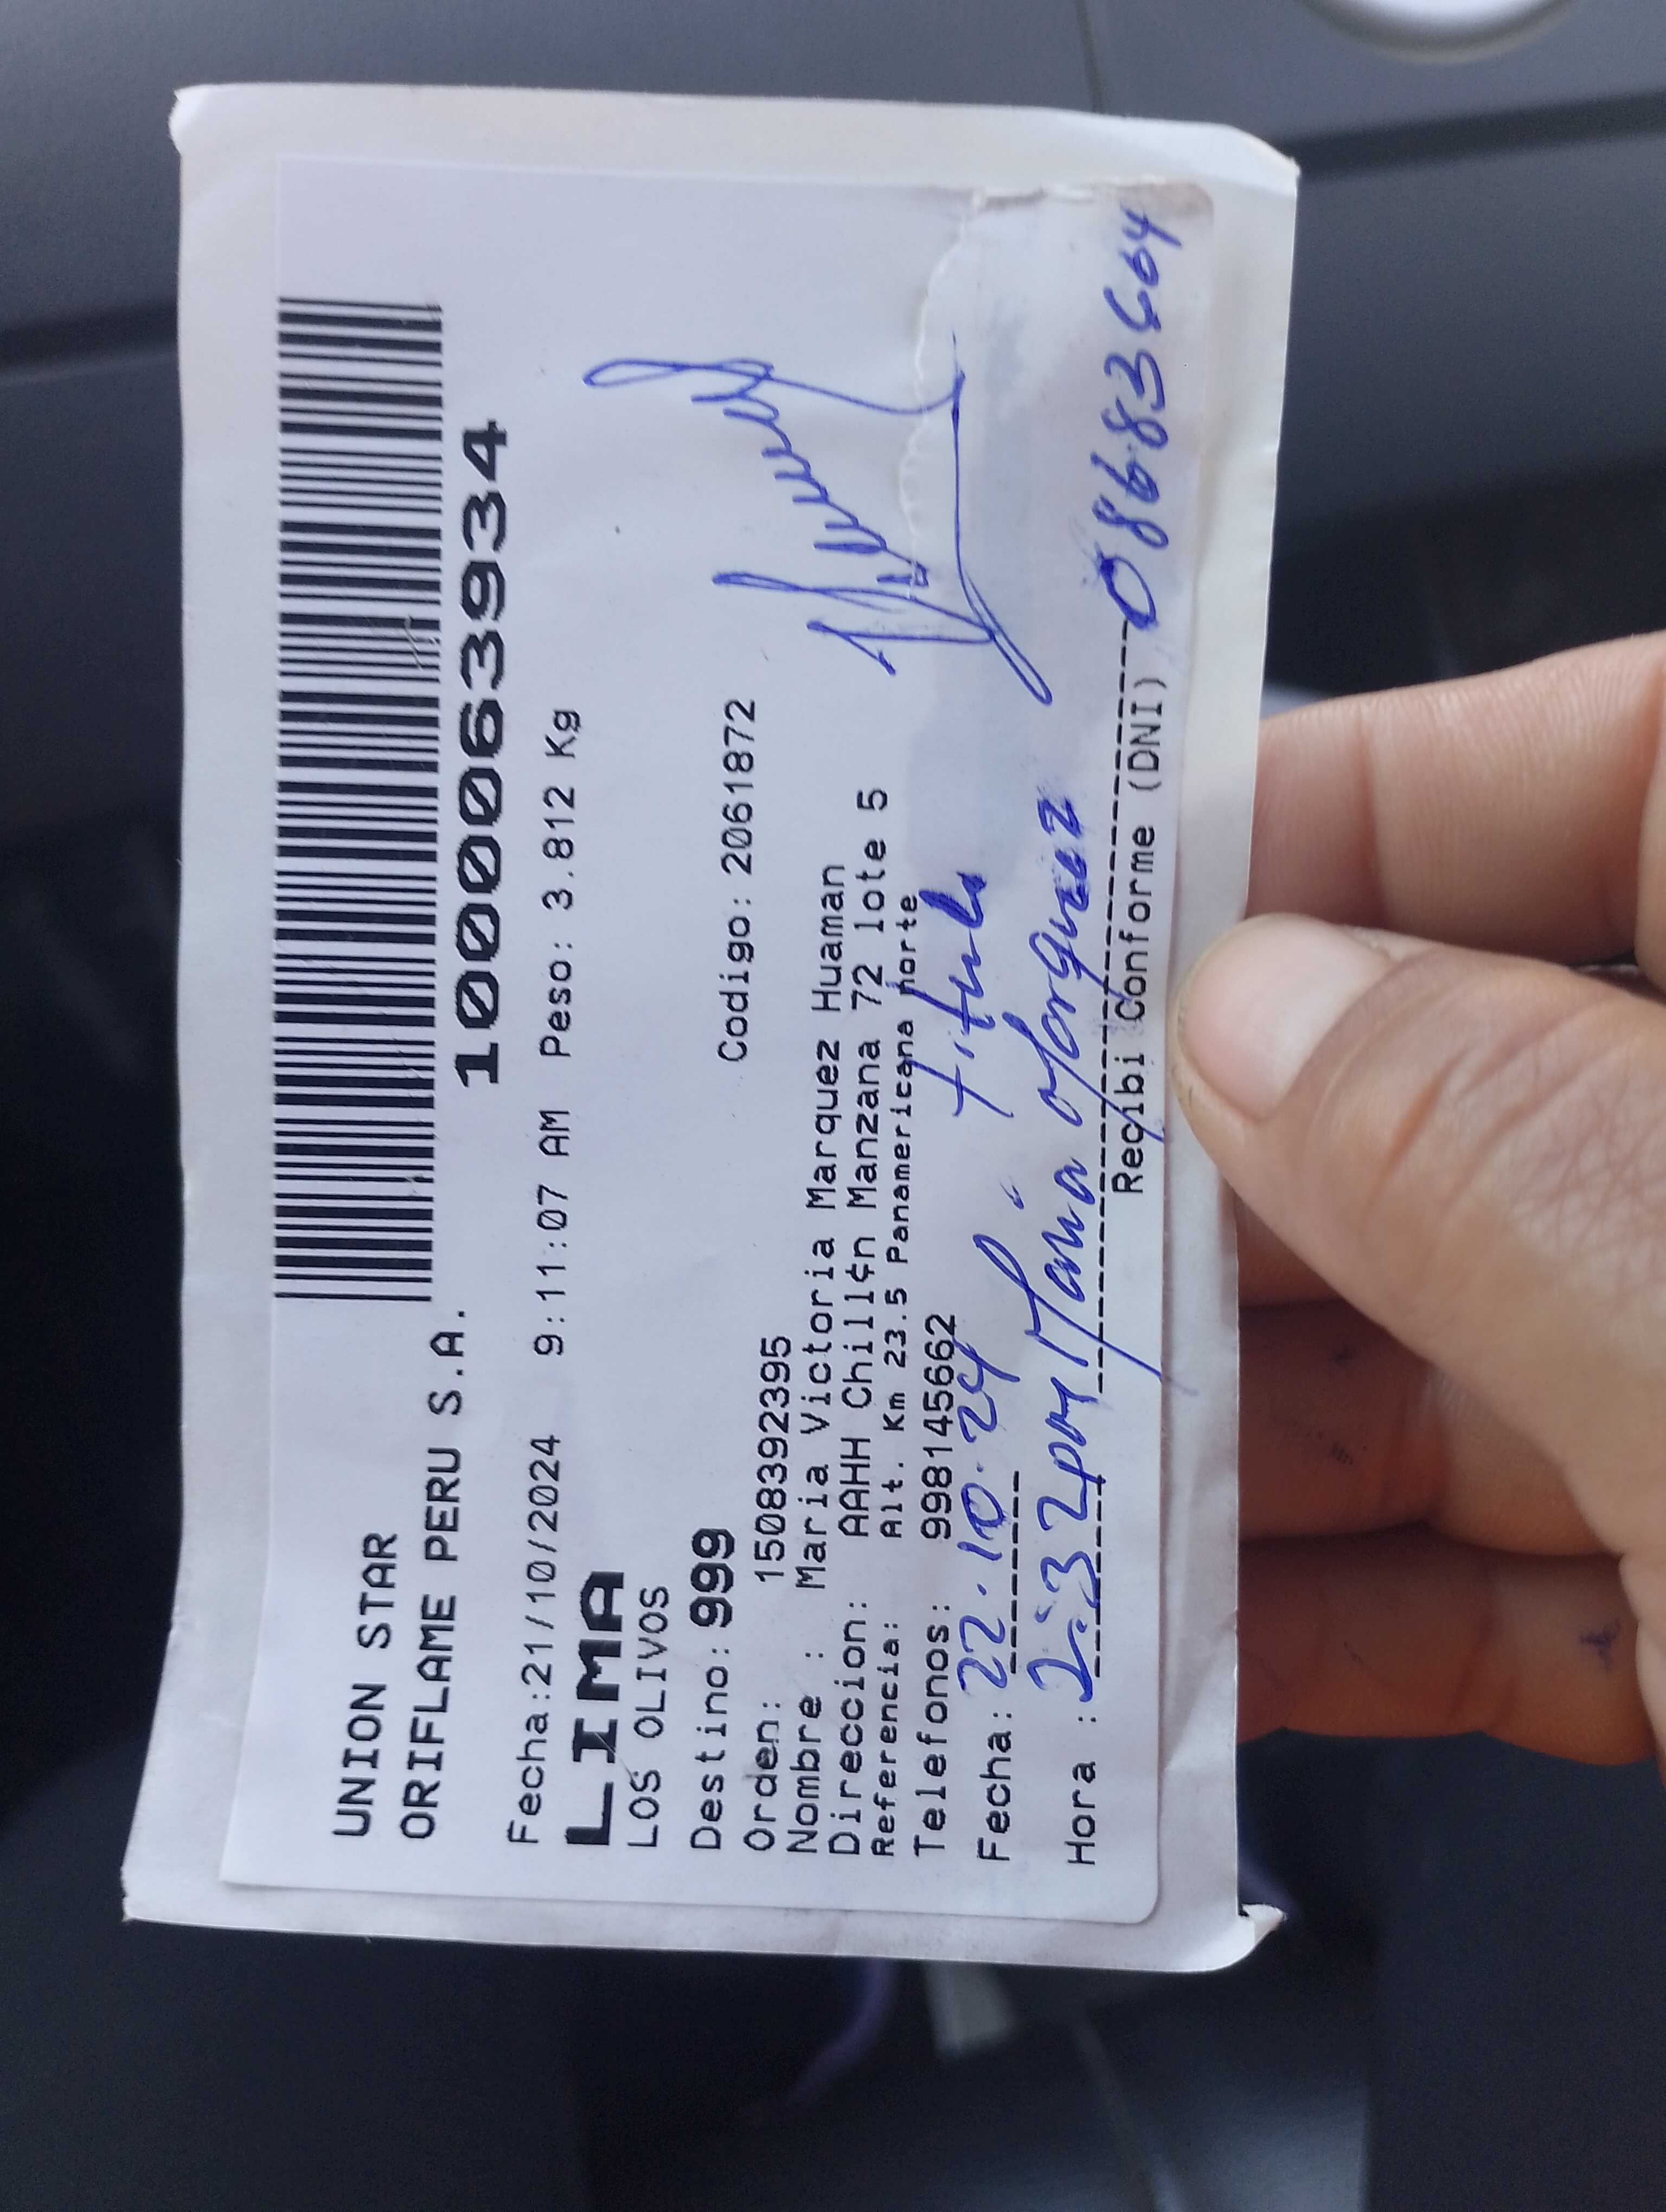 UNION STAR
ORIFLAME PERU S.A.
1000063934
Fecha:21/10/2024 9:11:07 AM Peso: 3.812 Kg
LIMA
LOS OLIVOS
Destino: 999 Codigo: 2061872
Orden: 1508392395
Nombre : Maria Victoria Marquez Huaman
Direccion: AAHH Chill¢n Manzana 72 lote 5
Referencia: Alt. Km 23.5 Panamericana norte
Telefonos: 998145662
Fecha: 22.10.24 titular
Hora : 2:32pm Maria Marquez 08683664
Recibi Conforme (DNI)